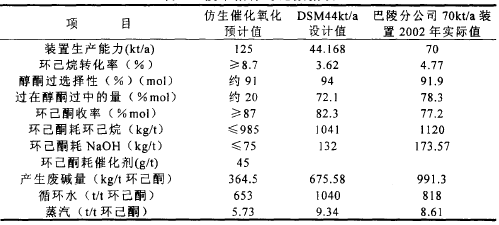 项 目 仿生催化氧化预计值 DSM44kt/a设计值 巴陵分公司 70kt/a 装置 2002 年实际值
装置生产能力(kt/a) 125 44.168 70
环己烷转化率（%） ≥8.7 3.62 4.77
醇酮过选择性（%）(mol) 约 91 94 91.9
过在醇酮过中的量（%mol） 约 20 72.1 78.3
环己酮收率（%mol） ≥87 82.3 77.2
环己酮耗环己烷（kg/t） ≤985 1041 1120
环己酮耗 NaOH（kg/t） ≤75 132 173.57
环己酮耗催化剂(g/t) 45
产生废碱量（kg/t 环己酮） 364.5 675.58 991.3
循环水（t/t 环己酮） 653 1040 818
蒸汽（t/t 环己酮） 5.73 9.34 8.61